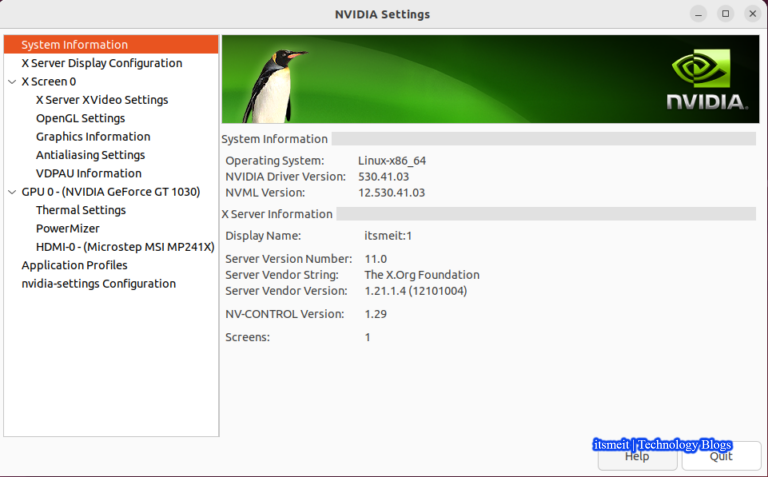 NVIDIA Settings
System Information
X Server Display Configuration
X Screen 0
X Server XVideo Settings
OpenGL Settings
Graphics Information
Antialiasing Settings
VDPAU Information
GPU 0 - (NVIDIA GeForce GT 1030)
Thermal Settings
PowerMizer
HDMI-0 - (Microstep MSI MP241X)
Application Profiles
nvidia-settings Configuration
NVIDIA.
System Information
Operating System: Linux-x86_64
NVIDIA Driver Version: 530.41.03
NVML Version: 12.530.41.03
X Server Information
Display Name: itsmeit:1
Server Version Number: 11.0
Server Vendor String: The X.Org Foundation
Server Vendor Version: 1.21.1.4 (12101004)
NV-CONTROL Version: 1.29
Screens: 1
itsmeit | Technology Blogs
Help Quit